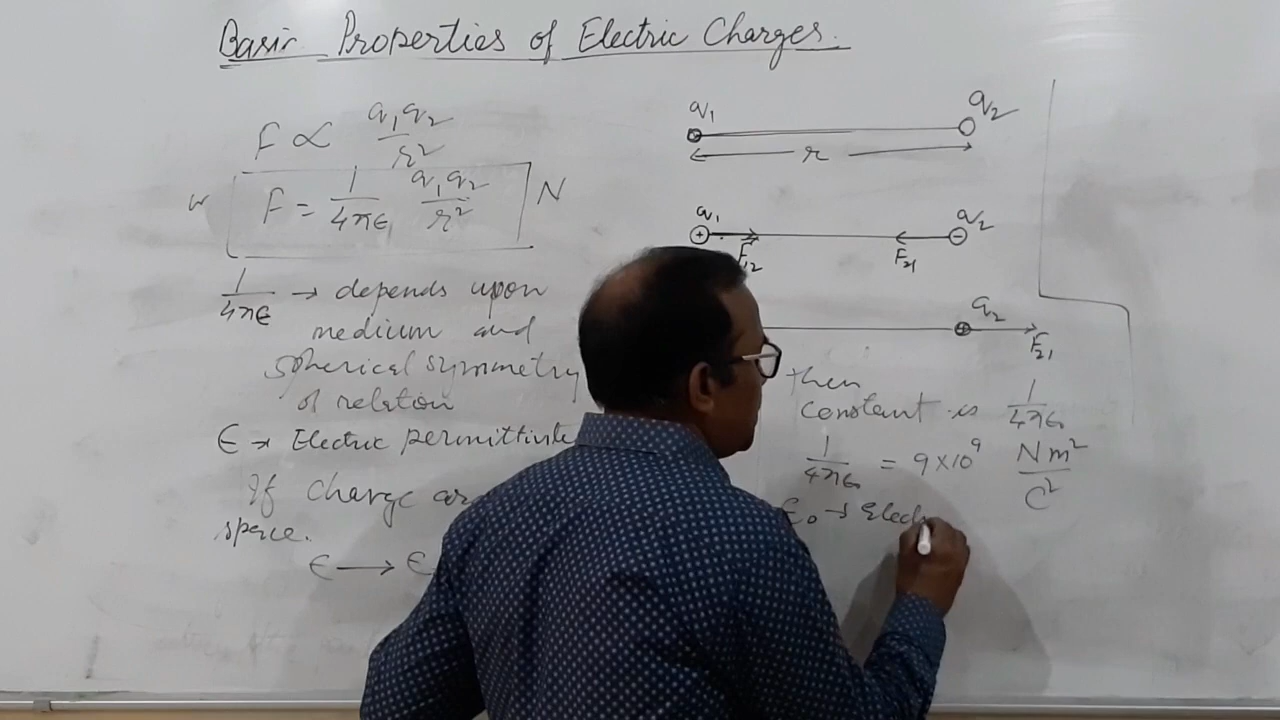 Basic Properties of Electric Charges.
F ∝ q₁q₂/r²
F = 1/4πϵ q₁q₂/r² N
1/4πϵ → depends upon
medium and
spherical symmetry
of relation
ϵ → Electric permittivit
If charge are
space.
ϵ → ϵ
q₁ q₂
r
q₁ q₂
+ −
F₁₂ F₂₁
q₂
+
F₂₁
then
constant is 1/4πϵ₀
1/4πϵ₀ = 9×10⁹ Nm²/C²
ϵ₀ → Elect